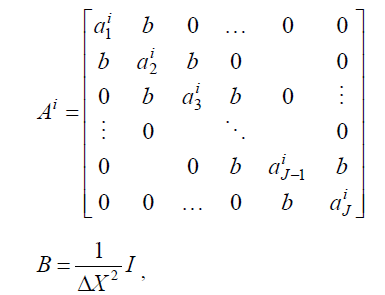 A^i = [ a_1^i b 0 … 0 0
b a_2^i b 0 0
0 b a_3^i b 0 ⋮
⋮ 0 ⋱ 0
0 0 b a_{J-1}^i b
0 0 … 0 b a_J^i ]
B = \frac{1}{ΔX^2} I ,